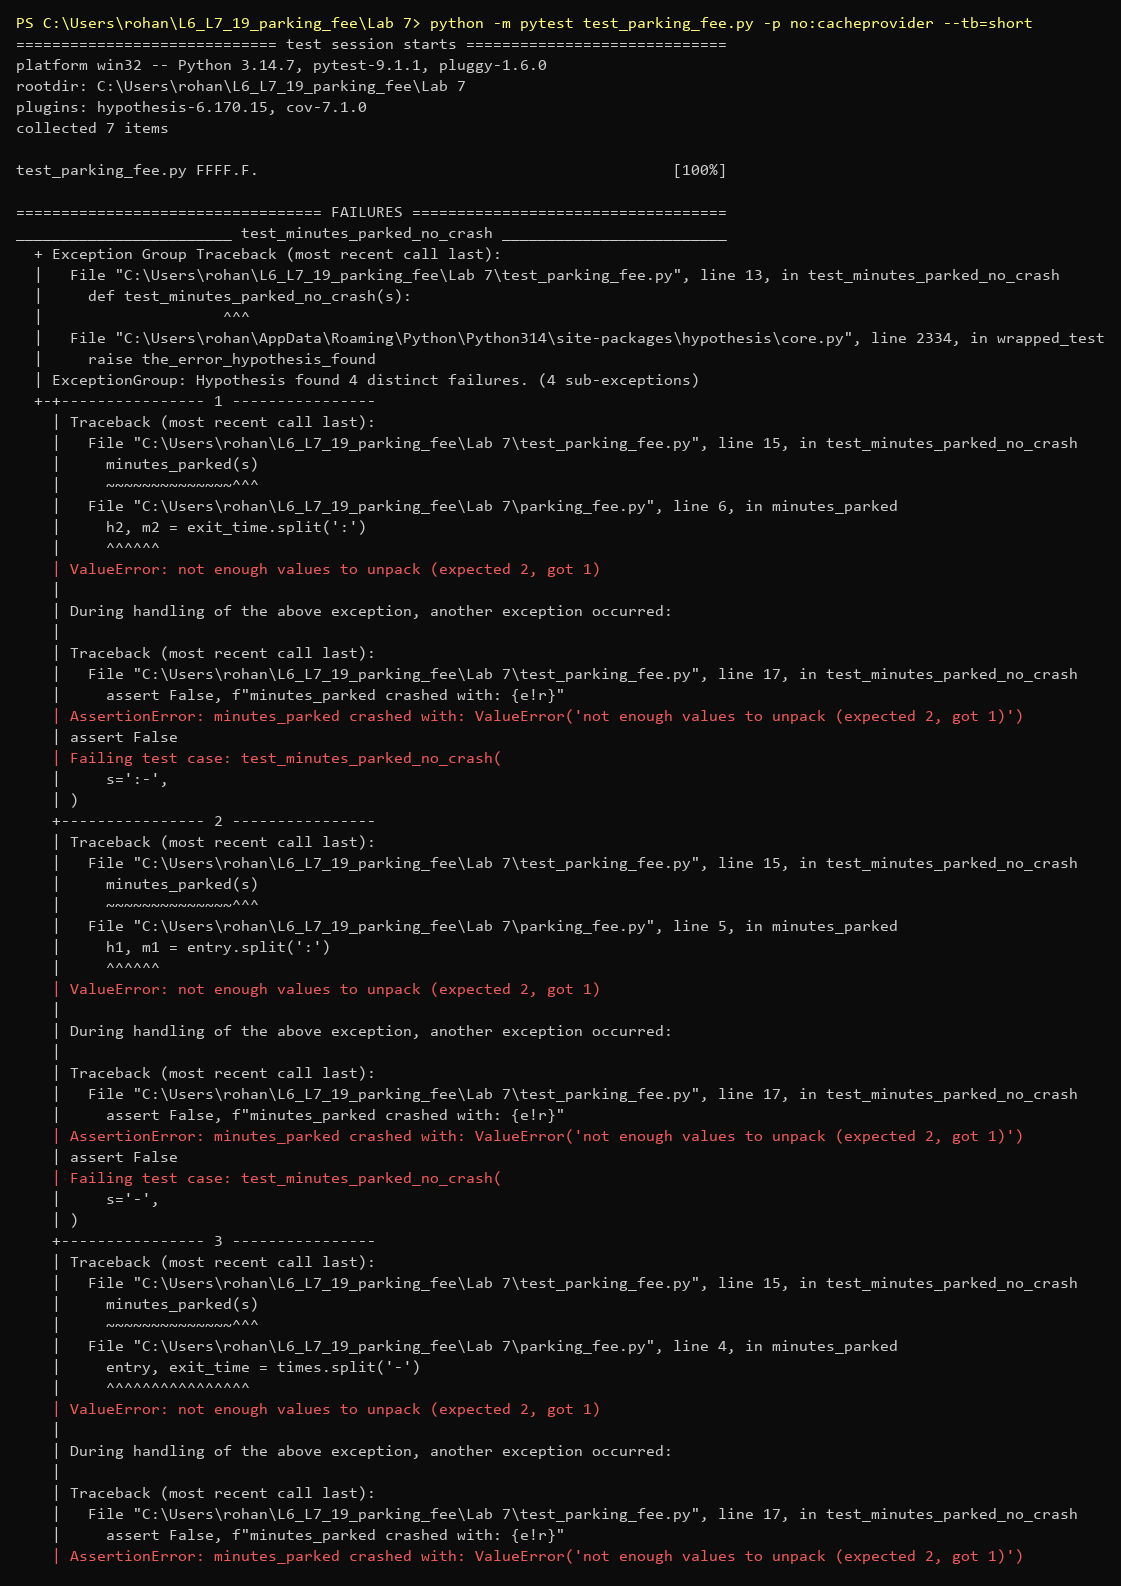 PS C:\Users\rohan\L6_L7_19_parking_fee\Lab 7> python -m pytest test_parking_fee.py -p no:cacheprovider --tb=short
============================= test session starts =============================
platform win32 -- Python 3.14.7, pytest-9.1.1, pluggy-1.6.0
rootdir: C:\Users\rohan\L6_L7_19_parking_fee\Lab 7
plugins: hypothesis-6.170.15, cov-7.1.0
collected 7 items

test_parking_fee.py FFFF.F.                                              [100%]

================================== FAILURES ===================================
________________________ test_minutes_parked_no_crash _________________________
  + Exception Group Traceback (most recent call last):
  |   File "C:\Users\rohan\L6_L7_19_parking_fee\Lab 7\test_parking_fee.py", line 13, in test_minutes_parked_no_crash
  |     def test_minutes_parked_no_crash(s):
  |                    ^^^
  |   File "C:\Users\rohan\AppData\Roaming\Python\Python314\site-packages\hypothesis\core.py", line 2334, in wrapped_test
  |     raise the_error_hypothesis_found
  | ExceptionGroup: Hypothesis found 4 distinct failures. (4 sub-exceptions)
  +-+---------------- 1 ----------------
    | Traceback (most recent call last):
    |   File "C:\Users\rohan\L6_L7_19_parking_fee\Lab 7\test_parking_fee.py", line 15, in test_minutes_parked_no_crash
    |     minutes_parked(s)
    |     ~~~~~~~~~~~~~~^^^
    |   File "C:\Users\rohan\L6_L7_19_parking_fee\Lab 7\parking_fee.py", line 6, in minutes_parked
    |     h2, m2 = exit_time.split(':')
    |     ^^^^^^
    | ValueError: not enough values to unpack (expected 2, got 1)
    |
    | During handling of the above exception, another exception occurred:
    |
    | Traceback (most recent call last):
    |   File "C:\Users\rohan\L6_L7_19_parking_fee\Lab 7\test_parking_fee.py", line 17, in test_minutes_parked_no_crash
    |     assert False, f"minutes_parked crashed with: {e!r}"
    | AssertionError: minutes_parked crashed with: ValueError('not enough values to unpack (expected 2, got 1)')
    | assert False
    | Failing test case: test_minutes_parked_no_crash(
    |     s=':-',
    | )
    +---------------- 2 ----------------
    | Traceback (most recent call last):
    |   File "C:\Users\rohan\L6_L7_19_parking_fee\Lab 7\test_parking_fee.py", line 15, in test_minutes_parked_no_crash
    |     minutes_parked(s)
    |     ~~~~~~~~~~~~~~^^^
    |   File "C:\Users\rohan\L6_L7_19_parking_fee\Lab 7\parking_fee.py", line 5, in minutes_parked
    |     h1, m1 = entry.split(':')
    |     ^^^^^^
    | ValueError: not enough values to unpack (expected 2, got 1)
    |
    | During handling of the above exception, another exception occurred:
    |
    | Traceback (most recent call last):
    |   File "C:\Users\rohan\L6_L7_19_parking_fee\Lab 7\test_parking_fee.py", line 17, in test_minutes_parked_no_crash
    |     assert False, f"minutes_parked crashed with: {e!r}"
    | AssertionError: minutes_parked crashed with: ValueError('not enough values to unpack (expected 2, got 1)')
    | assert False
    | Failing test case: test_minutes_parked_no_crash(
    |     s='-',
    | )
    +---------------- 3 ----------------
    | Traceback (most recent call last):
    |   File "C:\Users\rohan\L6_L7_19_parking_fee\Lab 7\test_parking_fee.py", line 15, in test_minutes_parked_no_crash
    |     minutes_parked(s)
    |     ~~~~~~~~~~~~~~^^^
    |   File "C:\Users\rohan\L6_L7_19_parking_fee\Lab 7\parking_fee.py", line 4, in minutes_parked
    |     entry, exit_time = times.split('-')
    |     ^^^^^^^^^^^^^^^^
    | ValueError: not enough values to unpack (expected 2, got 1)
    |
    | During handling of the above exception, another exception occurred:
    |
    | Traceback (most recent call last):
    |   File "C:\Users\rohan\L6_L7_19_parking_fee\Lab 7\test_parking_fee.py", line 17, in test_minutes_parked_no_crash
    |     assert False, f"minutes_parked crashed with: {e!r}"
    | AssertionError: minutes_parked crashed with: ValueError('not enough values to unpack (expected 2, got 1)')